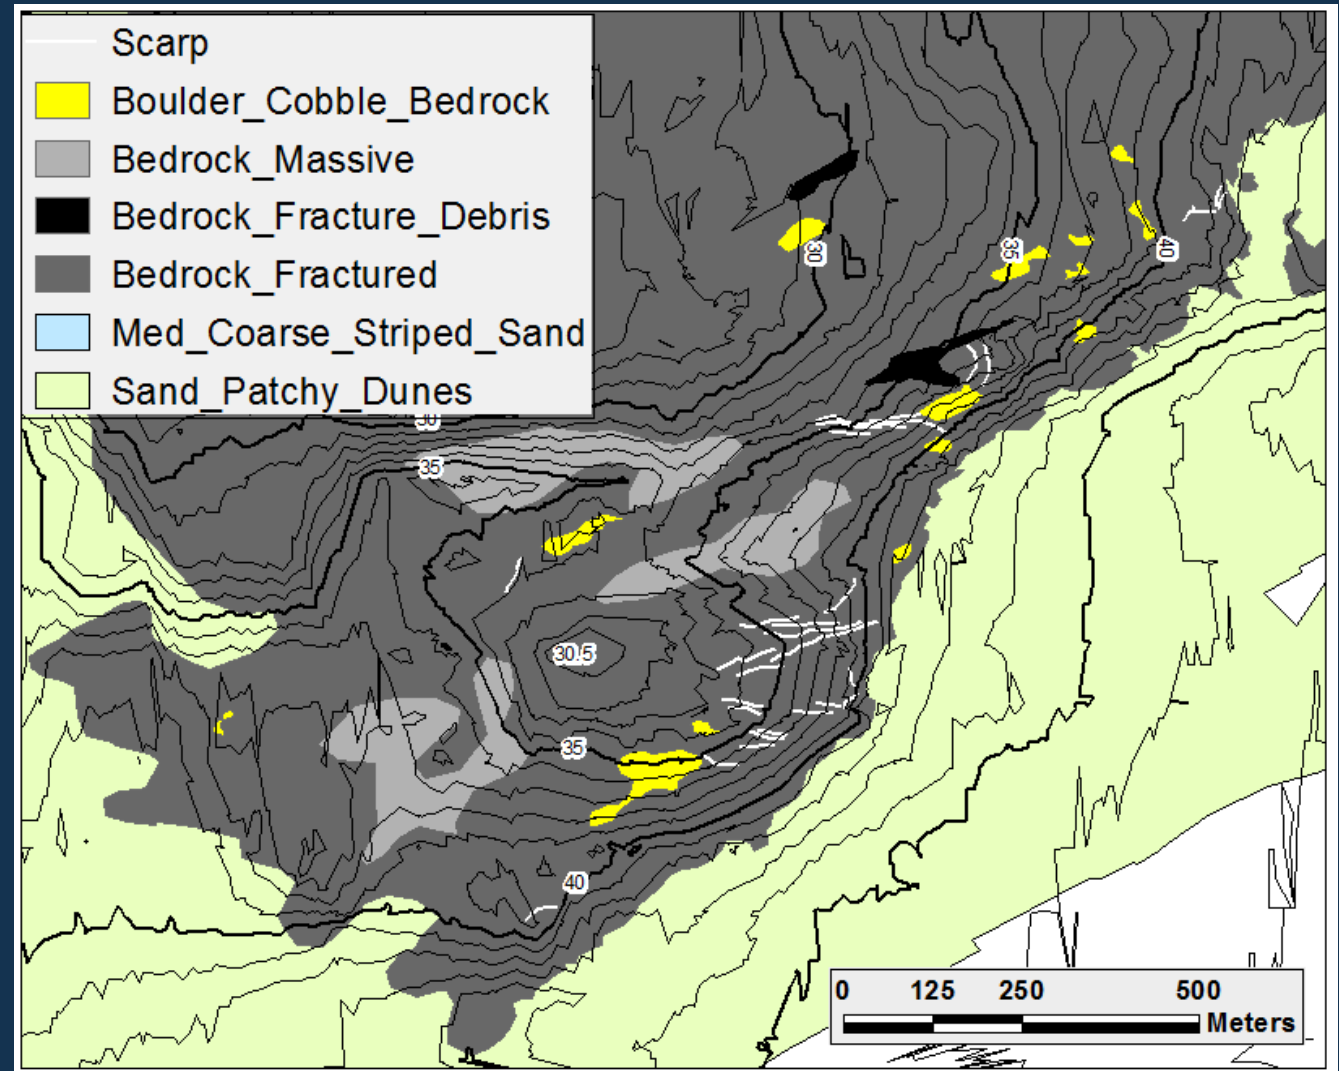 Scarp
Boulder_Cobble_Bedrock
Bedrock_Massive
Bedrock_Fracture_Debris
Bedrock_Fractured
Med_Coarse_Striped_Sand
Sand_Patchy_Dunes
30
35
40
30
35
30.5
35
40
0 125 250 500
Meters